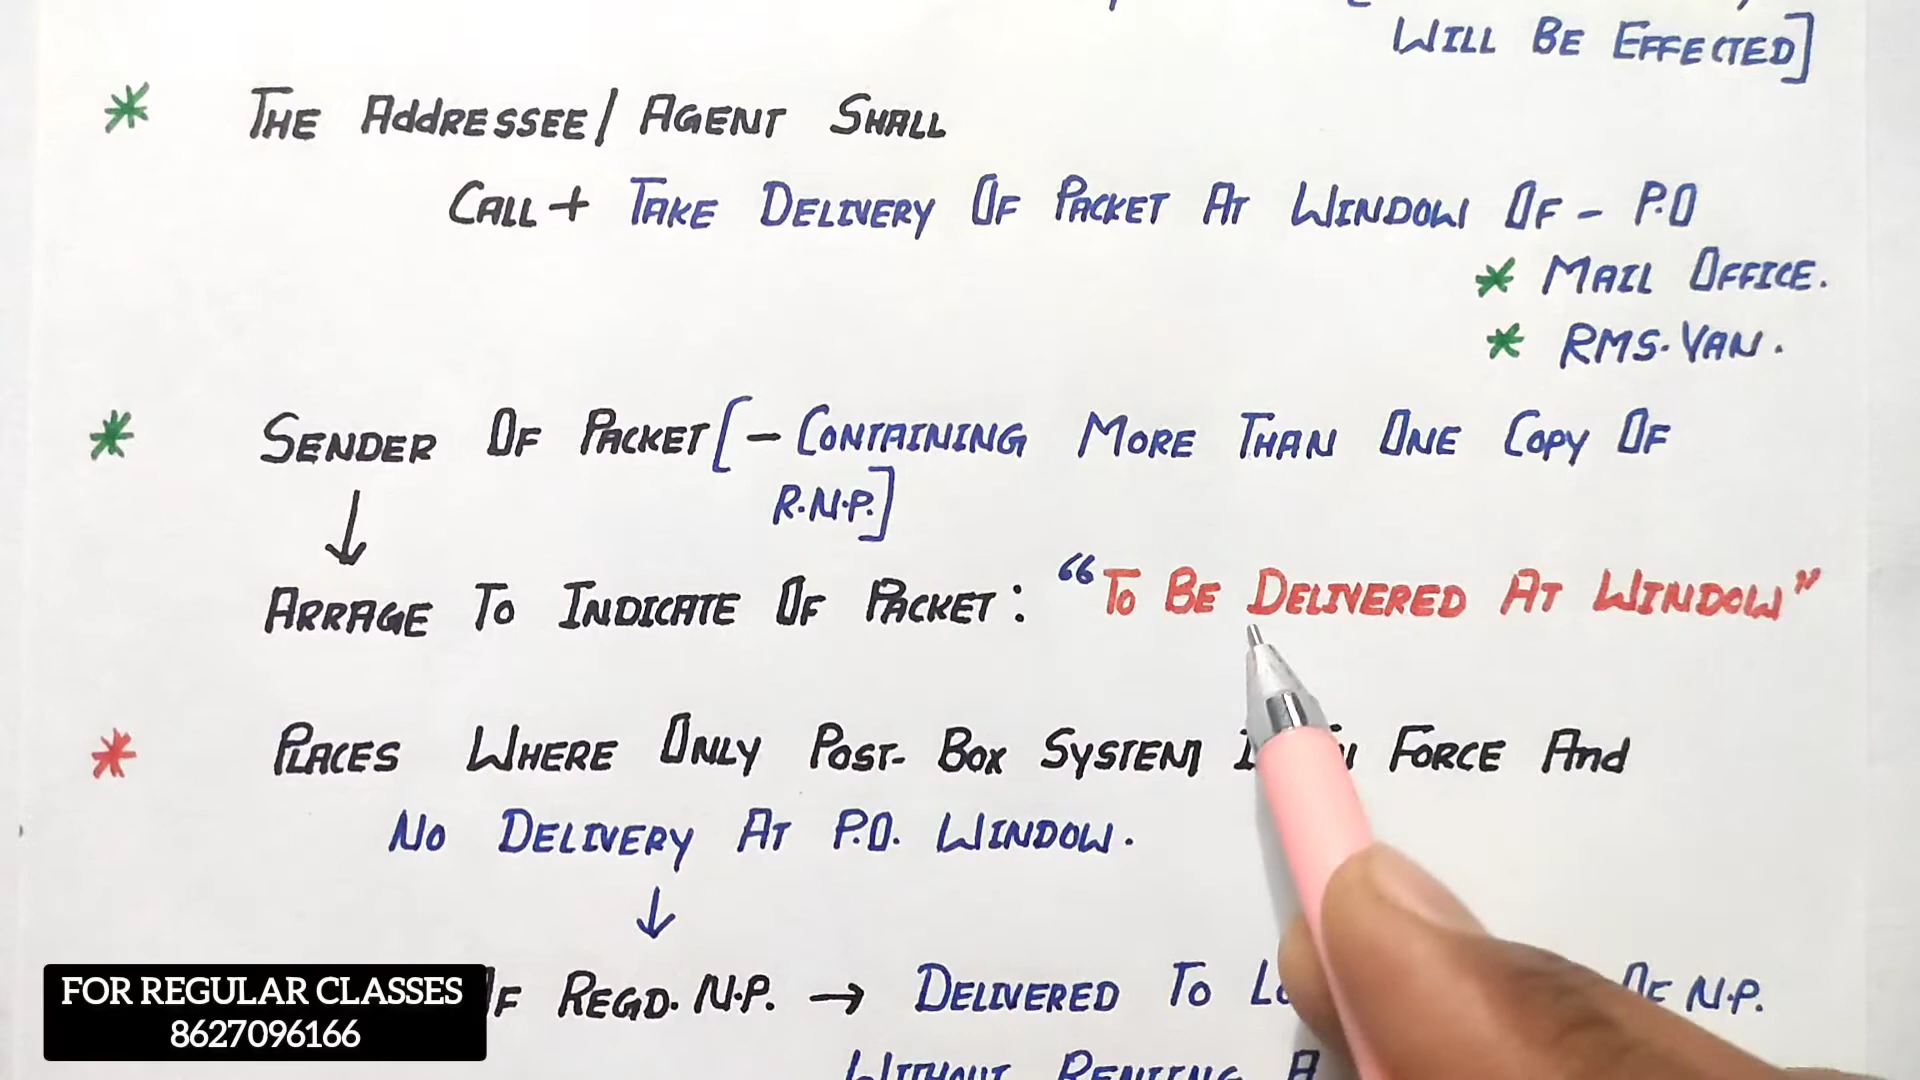 WILL BE EFFECTED]
* THE ADDRESSEE/ AGENT SHALL
CALL + TAKE DELIVERY OF PACKET AT WINDOW OF - P.O
* MAIL OFFICE.
* RMS. VAN.
* SENDER OF PACKET [- CONTAINING MORE THAN ONE COPY OF
R.N.P.]
↓
ARRAGE TO INDICATE OF PACKET: "TO BE DELIVERED AT WINDOW"
* PLACES WHERE ONLY POST- BOX SYSTEM FORCE AND
NO DELIVERY AT P.O. WINDOW.
↓
OF REGD. N.P. → DELIVERED TO OF N.P.
WITHOUT RENTING A
FOR REGULAR CLASSES
8627096166